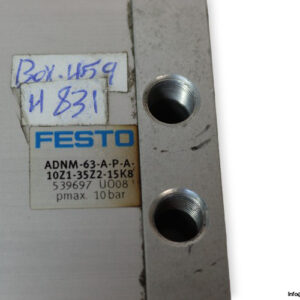 Box.459
H 831
FESTO
ADNM-63-A-P-A-
10Z1-35Z2-15K8
539697 UO08
pmax. 10bar